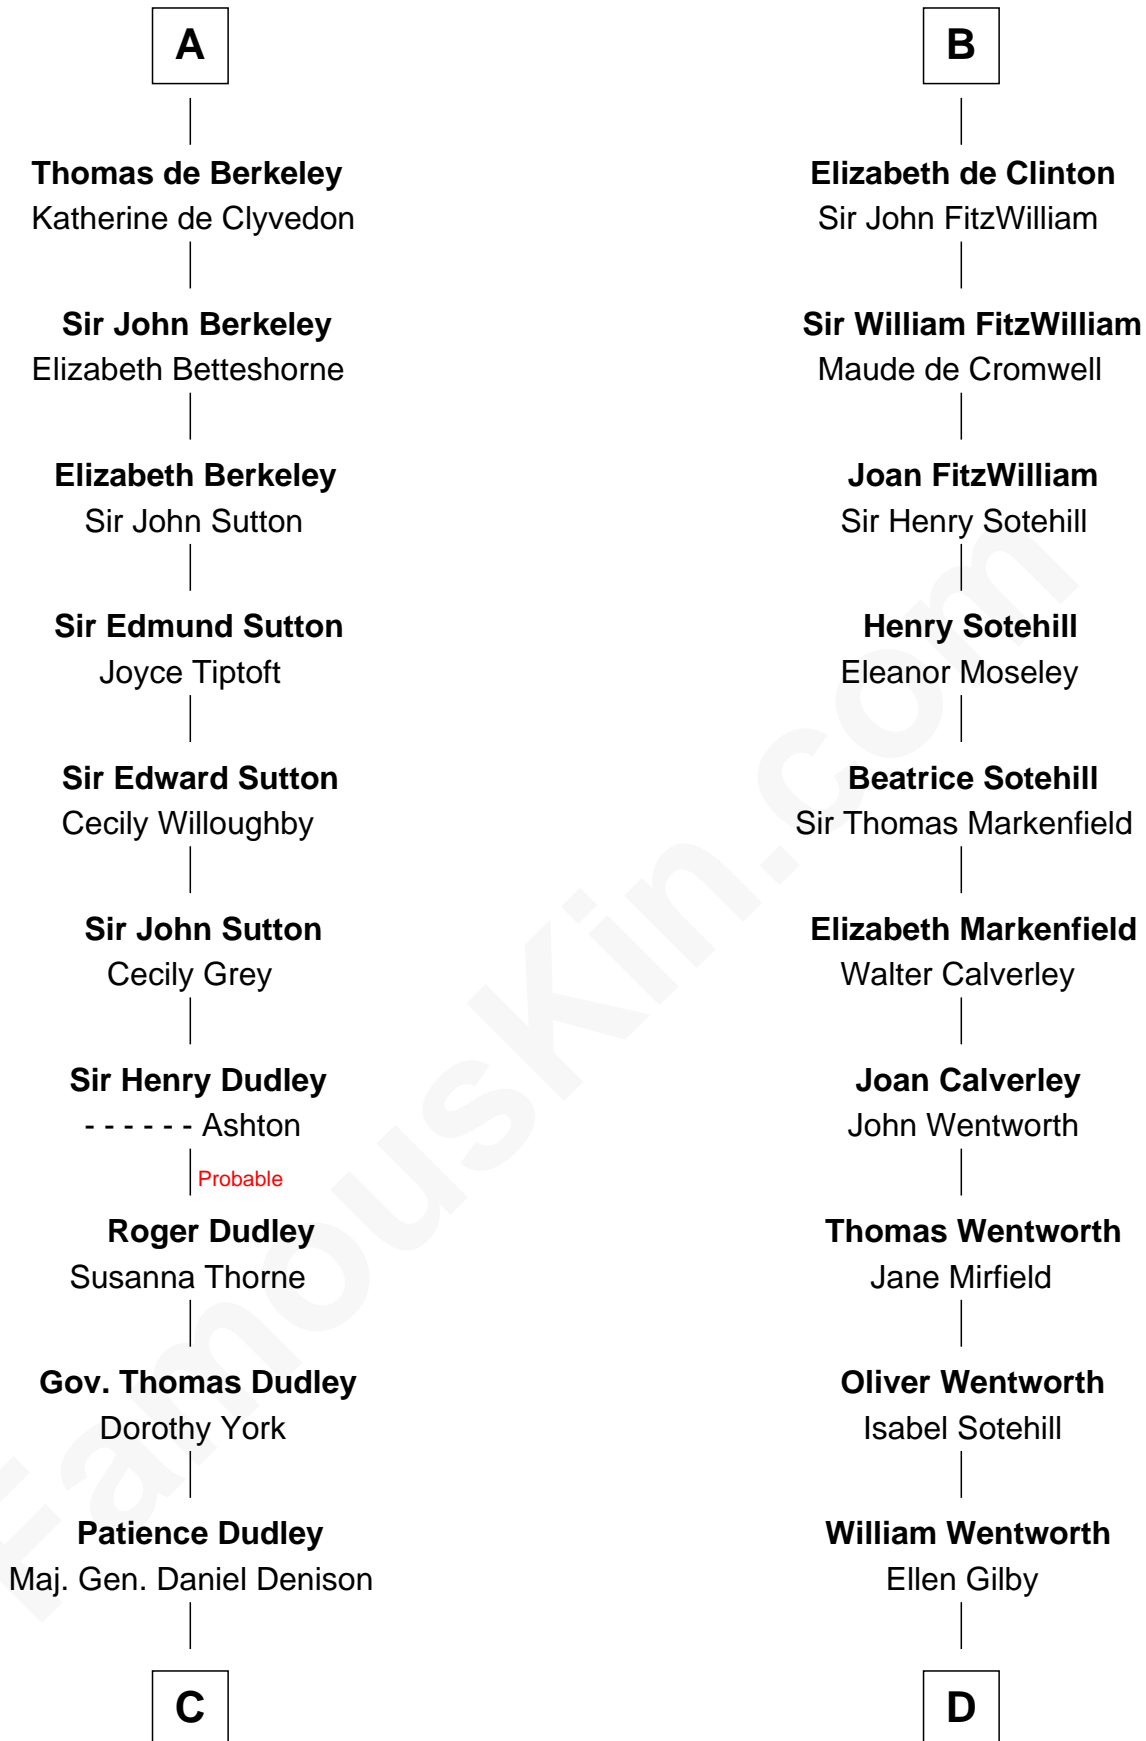 A
Thomas de Berkeley
Katherine de Clyvedon
Sir John Berkeley
Elizabeth Betteshorne
Elizabeth Berkeley
Sir John Sutton
Sir Edmund Sutton
Joyce Tiptoft
Sir Edward Sutton
Cecily Willoughby
Sir John Sutton
Cecily Grey
Sir Henry Dudley
- - - - - - Ashton
Probable
Roger Dudley
Susanna Thorne
Gov. Thomas Dudley
Dorothy York
Patience Dudley
Maj. Gen. Daniel Denison
C
B
Elizabeth de Clinton
Sir John FitzWilliam
Sir William FitzWilliam
Maude de Cromwell
Joan FitzWilliam
Sir Henry Sotehill
Henry Sotehill
Eleanor Moseley
Beatrice Sotehill
Sir Thomas Markenfield
Elizabeth Markenfield
Walter Calverley
Joan Calverley
John Wentworth
Thomas Wentworth
Jane Mirfield
Oliver Wentworth
Isabel Sotehill
William Wentworth
Ellen Gilby
D
FamousKin.com